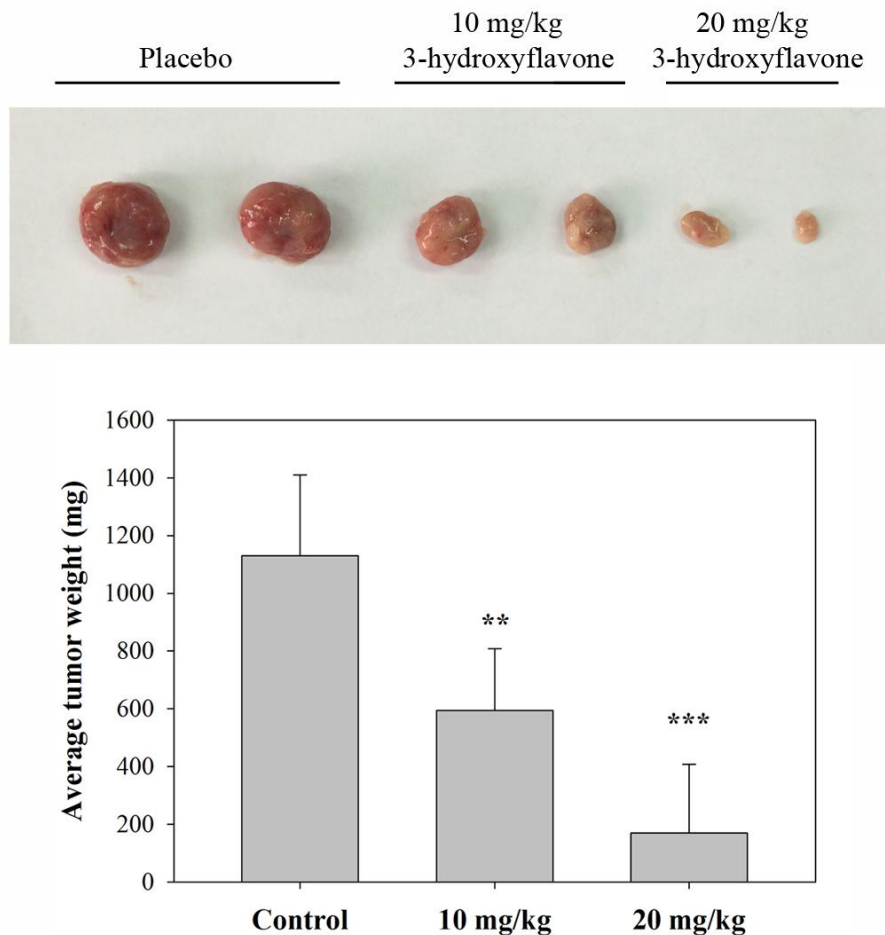 Placebo
10 mg/kg
3-hydroxyflavone
20 mg/kg
3-hydroxyflavone
Average tumor weight (mg)
1600
1400
1200
1000
800
600
400
200
0
**
***
Control
10 mg/kg
20 mg/kg